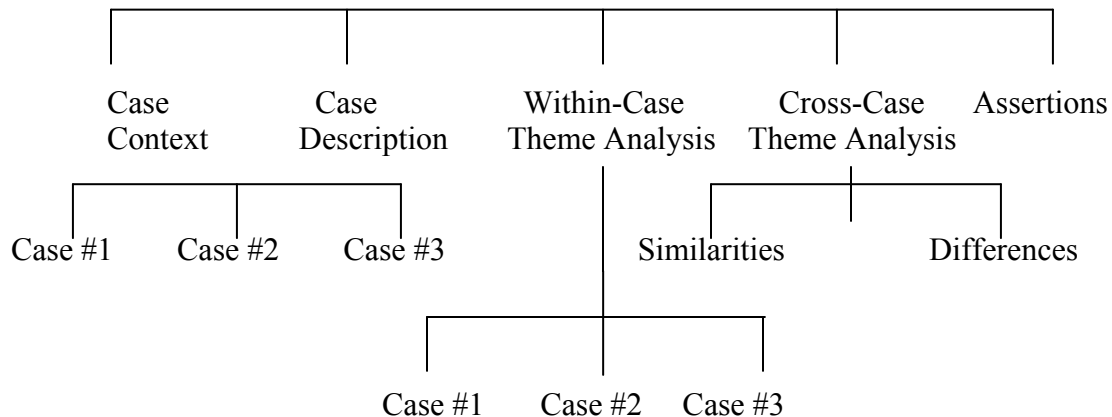 Case Context
Case Description
Within-Case Theme Analysis
Cross-Case Theme Analysis
Assertions
Case #1 Case #2 Case #3
Similarities Differences
Case #1 Case #2 Case #3